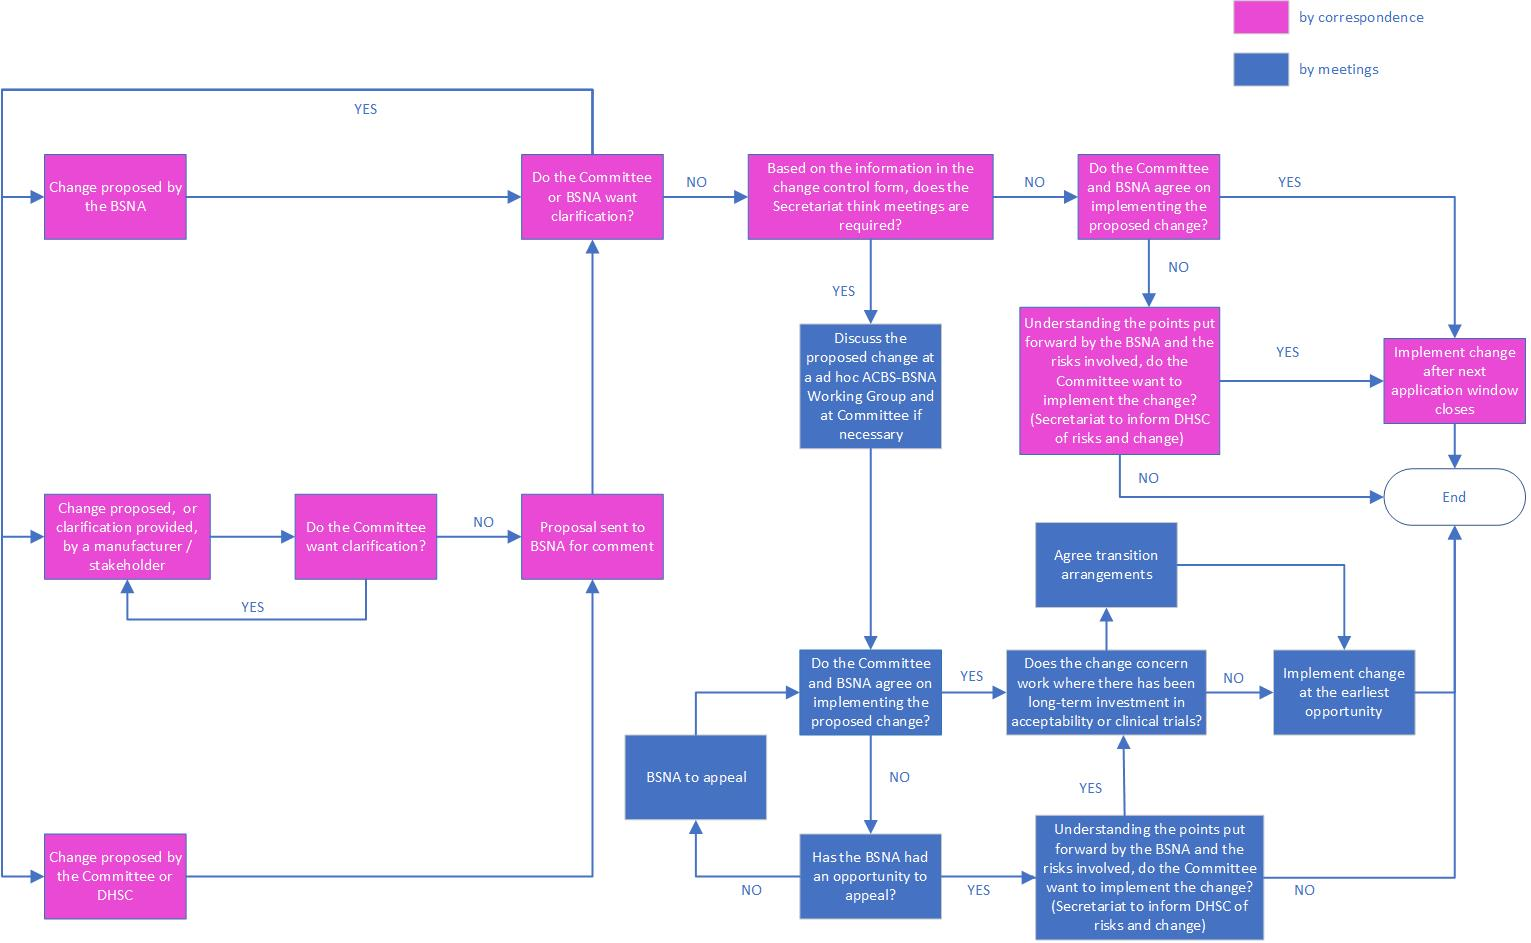 by correspondence
by meetings
YES
Change proposed by
the BSNA
Do the Committee
or BSNA want
clarification?
NO
Based on the information in the
change control form, does the
Secretariat think meetings are
required?
NO
Do the Committee
and BSNA agree on
implementing the
proposed change?
YES
NO
YES
Understanding the points put
forward by the BSNA and the
risks involved, do the
Committee want to
implement the change?
(Secretariat to inform DHSC
of risks and change)
YES
Implement change
after next
application window
closes
Discuss the
proposed change at
a ad hoc ACBS-BSNA
Working Group and
at Committee if
necessary
NO
End
Change proposed, or
clarification provided,
by a manufacturer /
stakeholder
Do the Committee
want clarification?
NO
Proposal sent to
BSNA for comment
YES
Agree transition
arrangements
Do the Committee
and BSNA agree on
implementing the
proposed change?
YES
Does the change concern
work where there has been
long-term investment in
acceptability or clinical trials?
NO
Implement change
at the earliest
opportunity
BSNA to appeal
NO
YES
Change proposed by
the Committee or
DHSC
Has the BSNA had
an opportunity to
appeal?
NO
YES
Understanding the points put
forward by the BSNA and the
risks involved, do the Committee
want to implement the change?
(Secretariat to inform DHSC of
risks and change)
NO